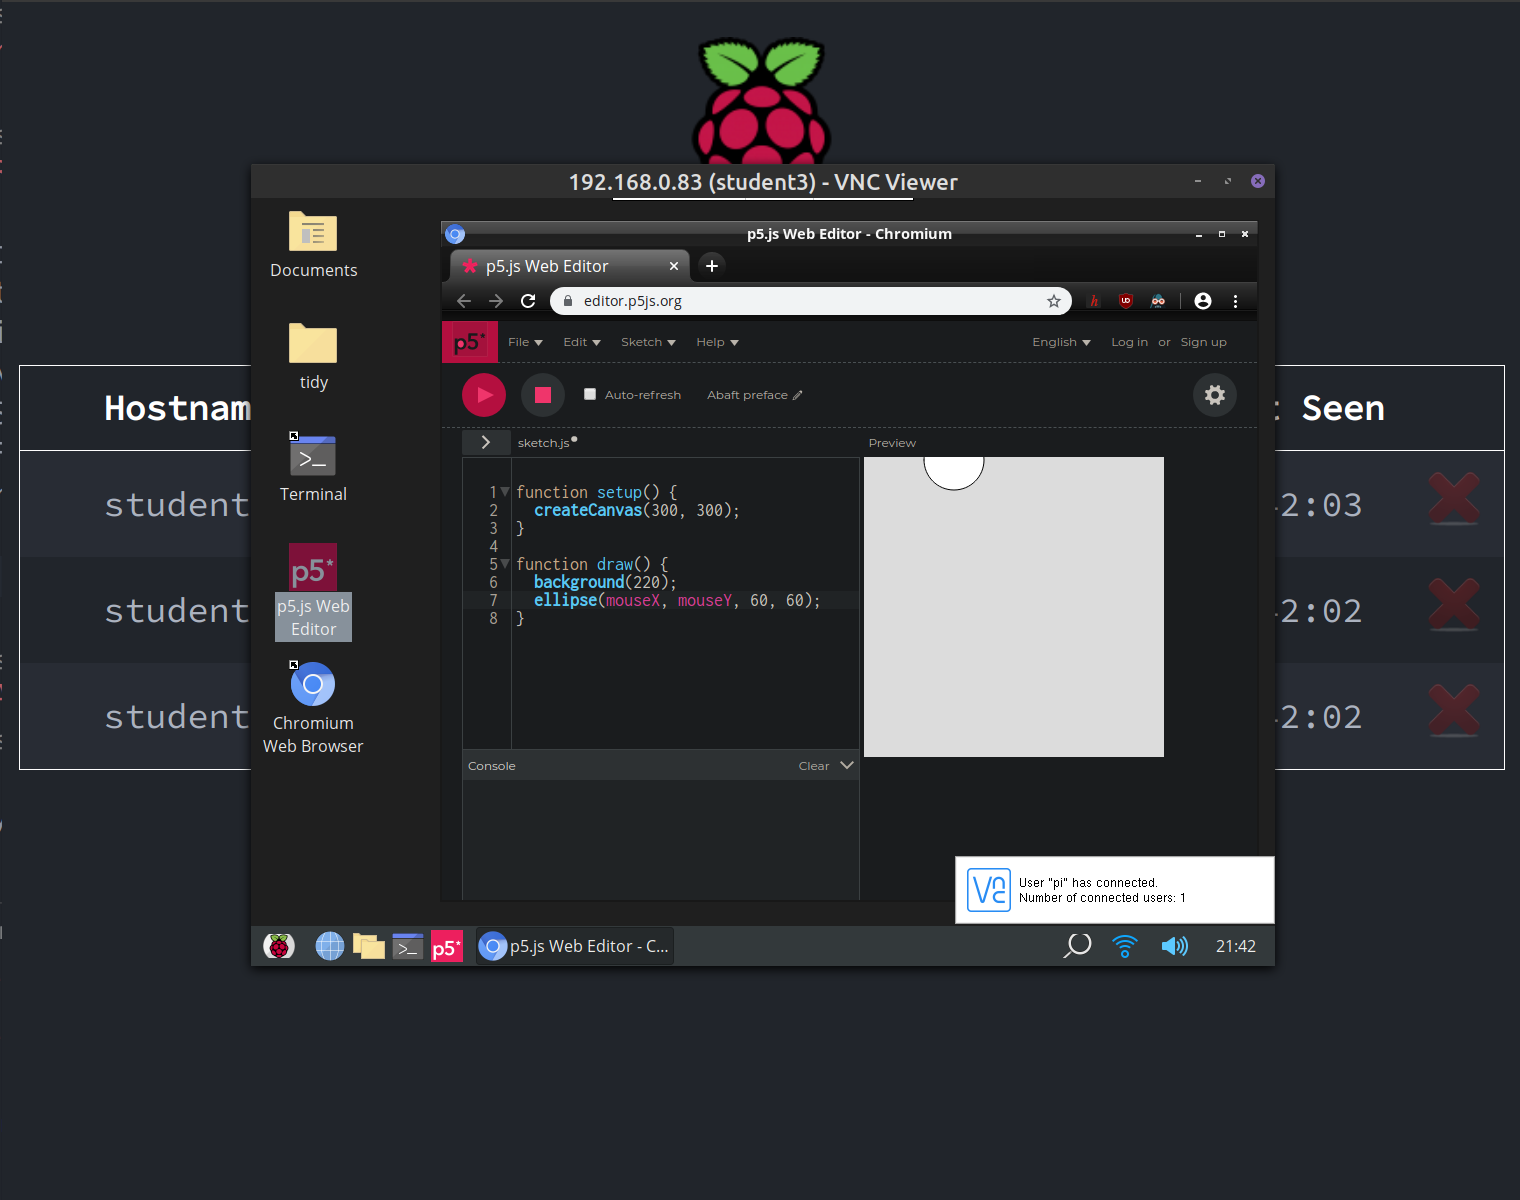 192.168.0.83 (student3) - VNC Viewer
Documents
tidy
Terminal
p5*
p5.js Web
Editor
Chromium
Web Browser
p5.js Web Editor - Chromium
p5.js Web Editor
editor.p5js.org
p5*
File
Edit
Sketch
Help
English
Log in or Sign up
Auto-refresh
Abaft preface
sketch.js
Preview
1 function setup() {
2 createCanvas(300, 300);
3 }
4
5 function draw() {
6 background(220);
7 ellipse(mouseX, mouseY, 60, 60);
8 }
Console
Clear
VNC
User "pi" has connected.
Number of connected users: 1
p5*
p5.js Web Editor - C...
21:42
Hostnam
Seen
student
2:03
student
2:02
student
2:02